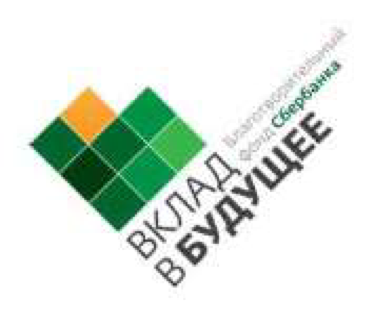 Благотворительный
фонд Сбербанка
ВКЛАД
В БУДУЩЕЕ